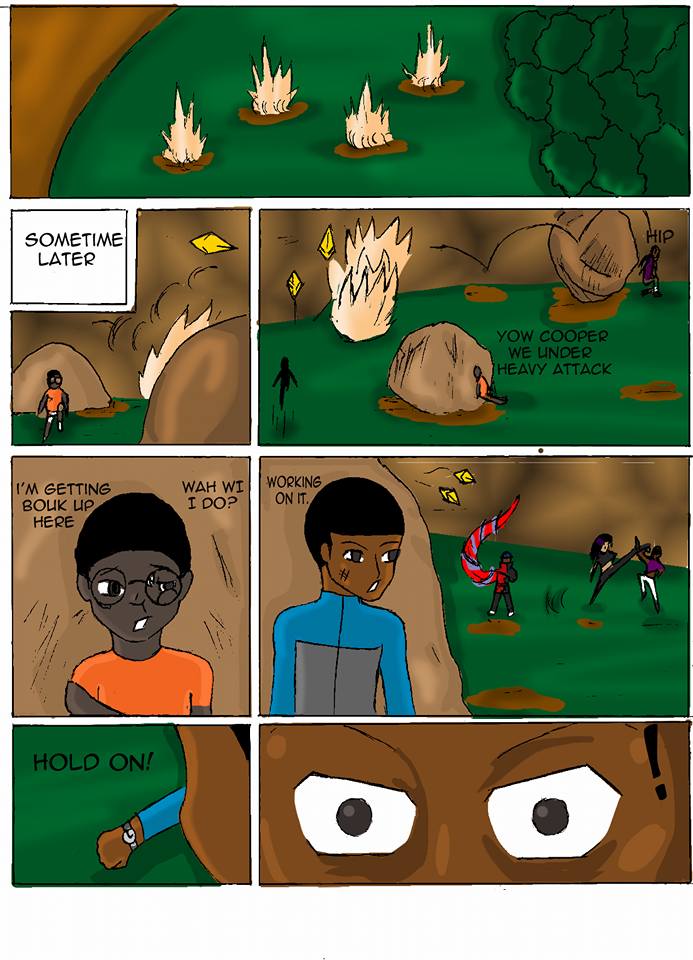 SOMETIME
LATER
HIP
YOW COOPER
WE UNDER
HEAVY ATTACK
I'M GETTING
BOUK UP
HERE
WAH WI
I DO?
WORKING
ON IT.
HOLD ON!
!